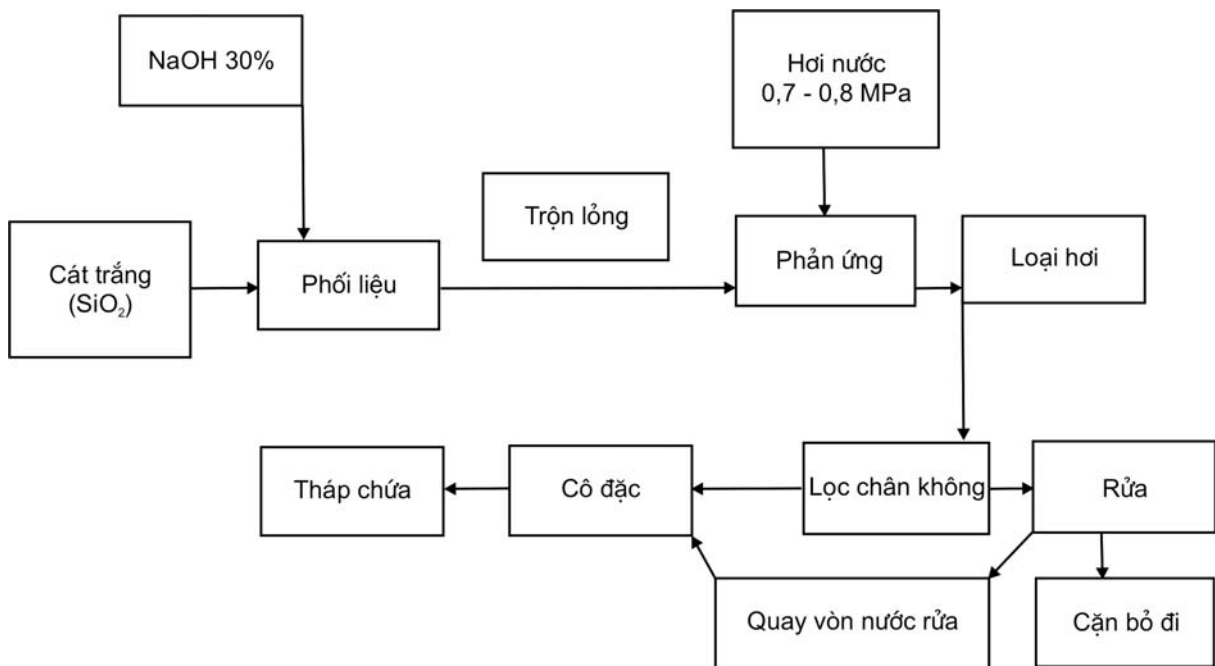 NaOH 30%
Hơi nước
0,7 - 0,8 MPa
Trộn lỏng
Cát trắng
(SiO₂)
Phối liệu
Phản ứng
Loại hơi
Tháp chứa
Cô đặc
Lọc chân không
Rửa
Quay vòn nước rửa
Cặn bỏ đi